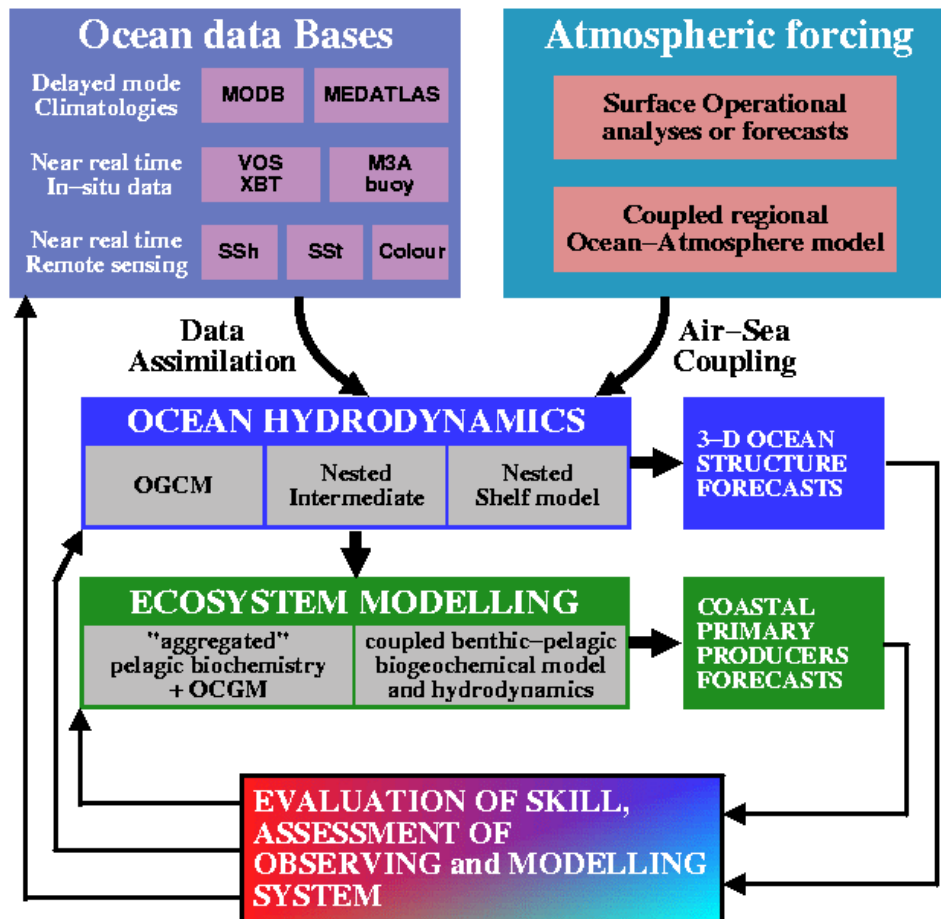 Ocean data Bases
Delayed mode
Climatologies
MODB
MEDATLAS
Near real time
In–situ data
VOS
XBT
M3A
buoy
Near real time
Remote sensing
SSh
SSt
Colour
Atmospheric forcing
Surface Operational
analyses or forecasts
Coupled regional
Ocean–Atmosphere model
Data
Assimilation
Air–Sea
Coupling
OCEAN HYDRODYNAMICS
OGCM
Nested
Intermediate
Nested
Shelf model
3–D OCEAN
STRUCTURE
FORECASTS
ECOSYSTEM MODELLING
"aggregated"
pelagic biochemistry
+ OCGM
coupled benthic–pelagic
biogeochemical model
and hydrodynamics
COASTAL
PRIMARY
PRODUCERS
FORECASTS
EVALUATION OF SKILL,
ASSESSMENT OF
OBSERVING and MODELLING
SYSTEM